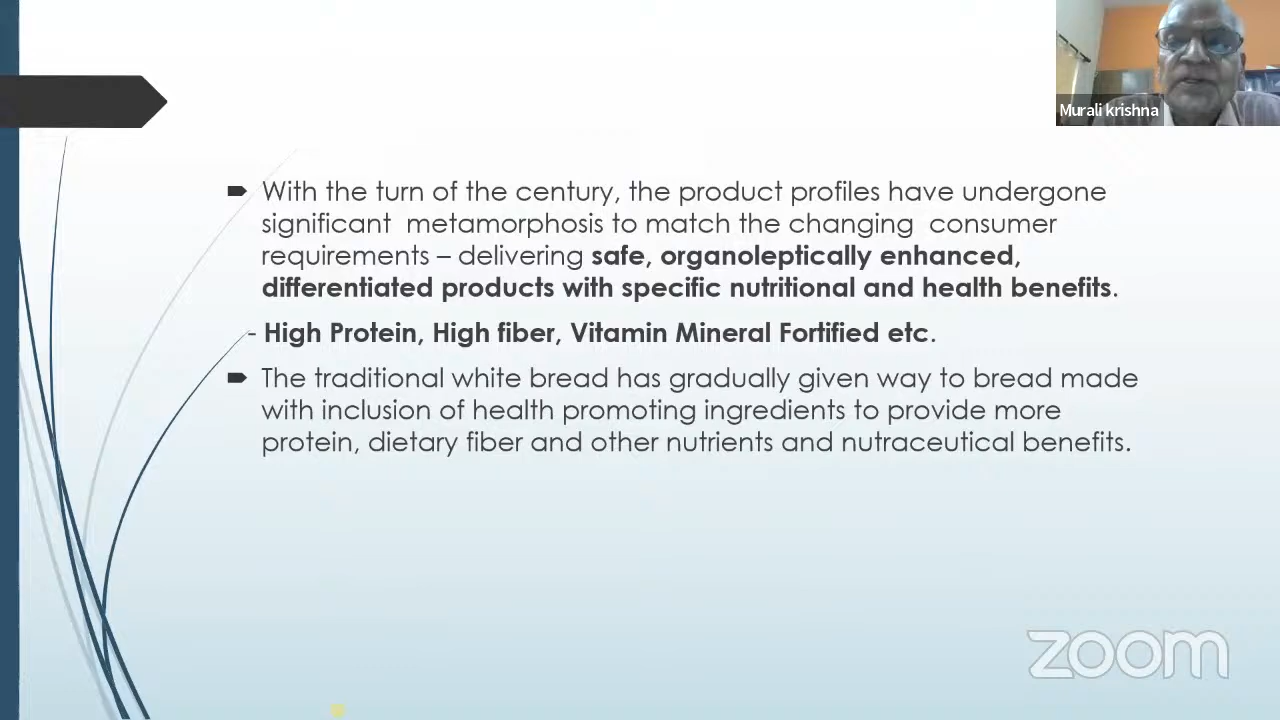 Murali krishna
With the turn of the century, the product profiles have undergone
significant metamorphosis to match the changing consumer
requirements – delivering safe, organoleptically enhanced,
differentiated products with specific nutritional and health benefits.
- High Protein, High fiber, Vitamin Mineral Fortified etc.
The traditional white bread has gradually given way to bread made
with inclusion of health promoting ingredients to provide more
protein, dietary fiber and other nutrients and nutraceutical benefits.
zoom